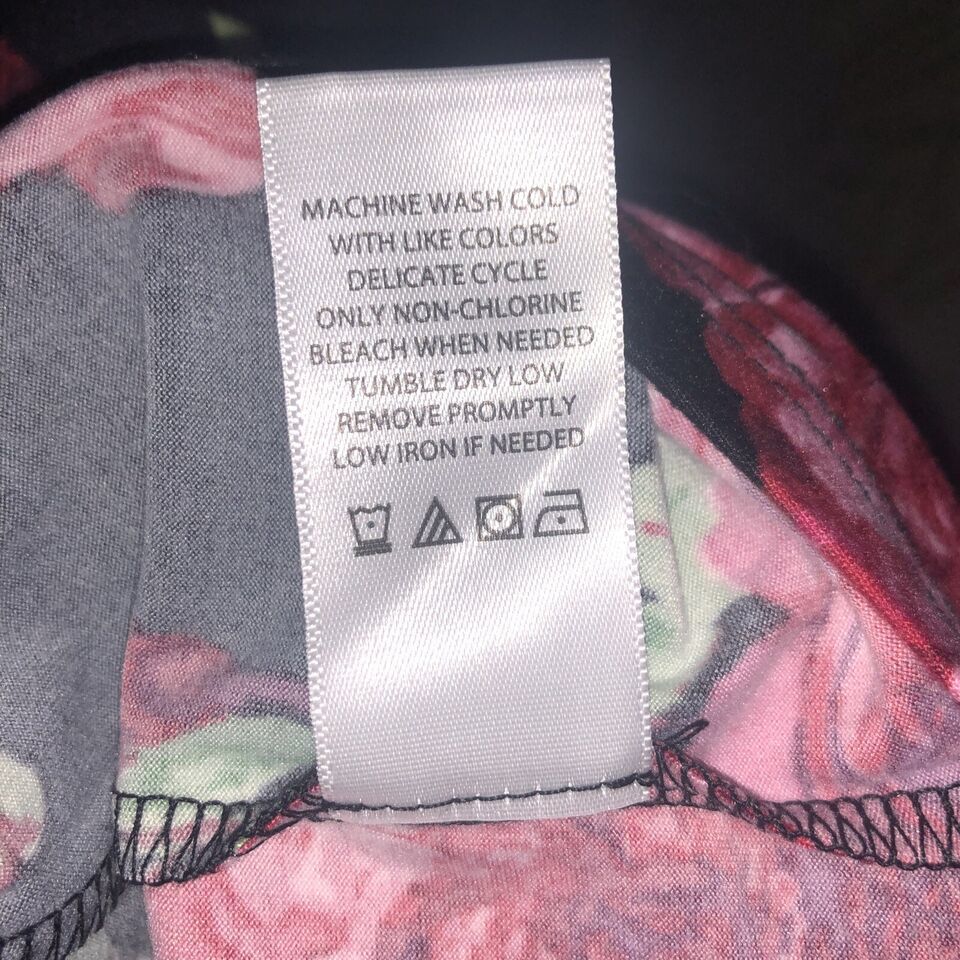 MACHINE WASH COLD
WITH LIKE COLORS
DELICATE CYCLE
ONLY NON-CHLORINE
BLEACH WHEN NEEDED
TUMBLE DRY LOW
REMOVE PROMPTLY
LOW IRON IF NEEDED